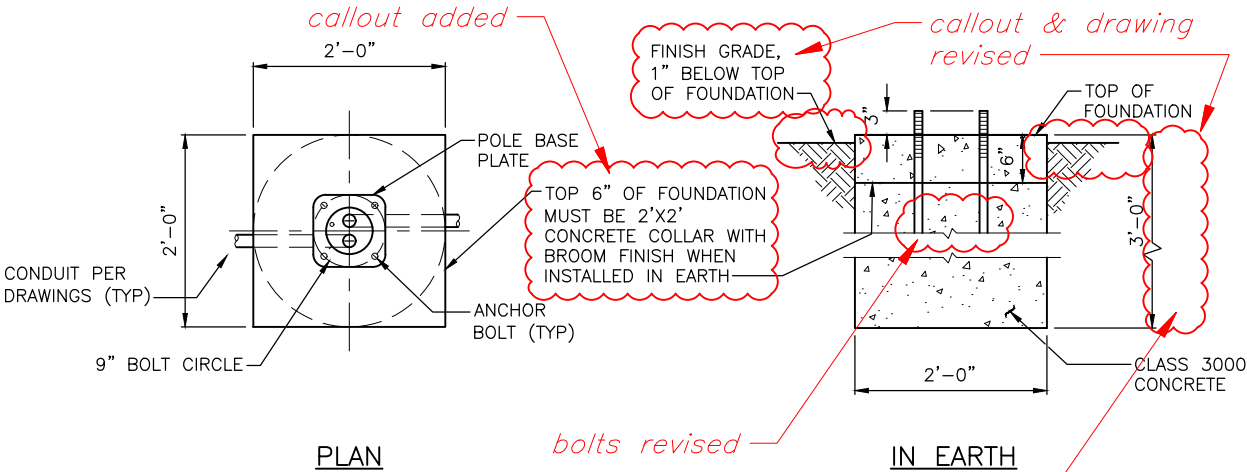 callout added
2'-0"
2'-0"
POLE BASE
PLATE
TOP 6" OF FOUNDATION
MUST BE 2'X2'
CONCRETE COLLAR WITH
BROOM FINISH WHEN
INSTALLED IN EARTH
CONDUIT PER
DRAWINGS (TYP)
ANCHOR
BOLT (TYP)
9" BOLT CIRCLE
PLAN
callout & drawing
revised
FINISH GRADE,
1" BELOW TOP
OF FOUNDATION
3"
TOP OF
FOUNDATION
6"
3'-0"
CLASS 3000
CONCRETE
2'-0"
bolts revised
IN EARTH